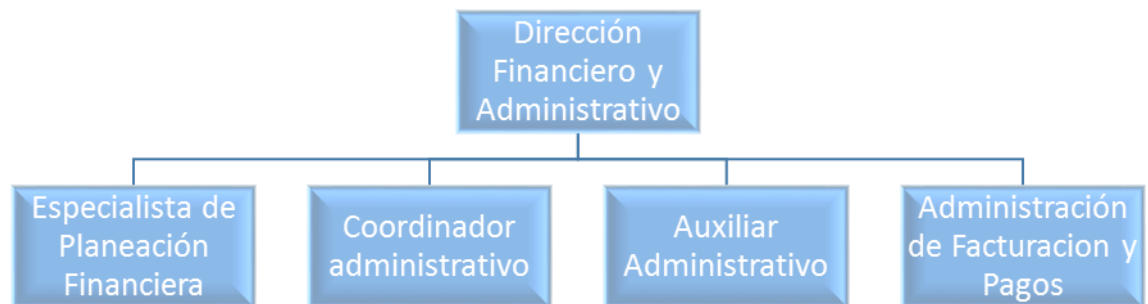 Dirección
Financiero y
Administrativo
Especialista de
Planeación
Financiera
Coordinador
administrativo
Auxiliar
Administrativo
Administración
de Facturacion y
Pagos